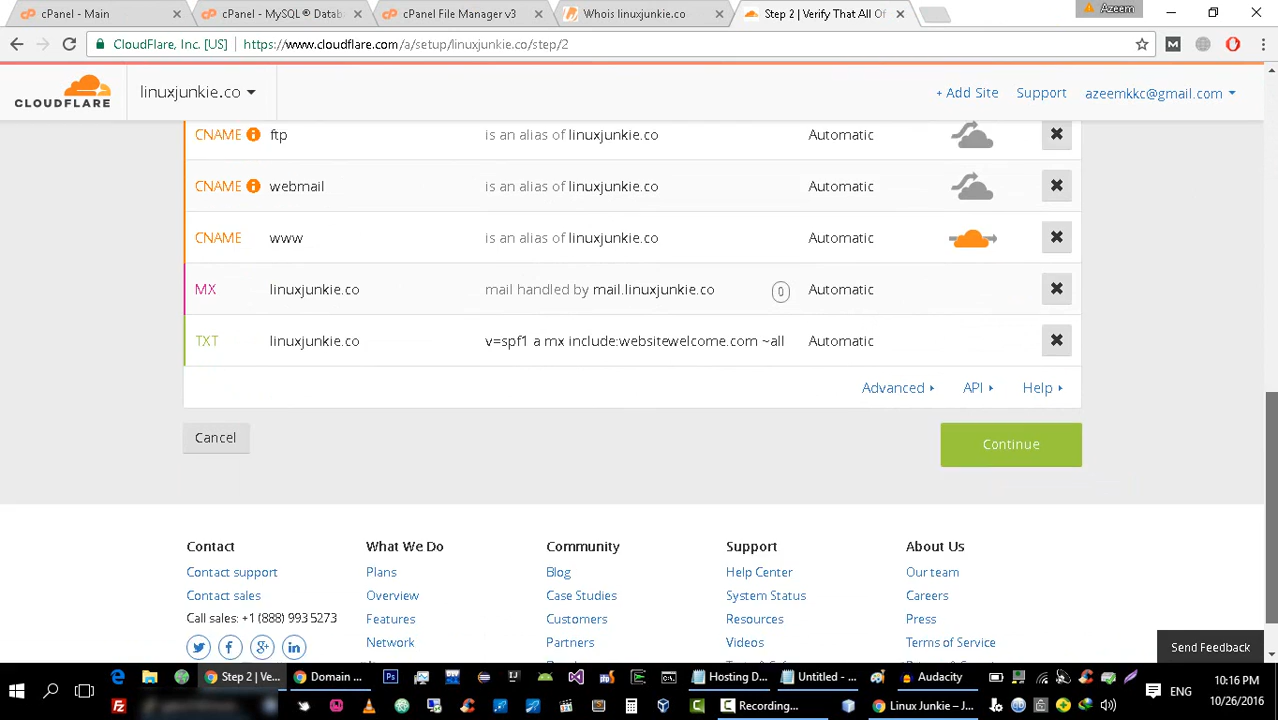 cPanel - Main
cPanel - MySQL® Datab
cPanel File Manager v3
Whois linuxjunkie.co
Step 2 | Verify That All Of
Azeem
CloudFlare, Inc. [US]
https://www.cloudflare.com/a/setup/linuxjunkie.co/step/2
CLOUDFLARE
linuxjunkie.co
+ Add Site
Support
azeemkkc@gmail.com
CNAME ftp is an alias of linuxjunkie.co Automatic
CNAME webmail is an alias of linuxjunkie.co Automatic
CNAME www is an alias of linuxjunkie.co Automatic
MX linuxjunkie.co mail handled by mail.linuxjunkie.co 0 Automatic
TXT linuxjunkie.co v=spf1 a mx include:websitewelcome.com ~all Automatic
Advanced API Help
Cancel
Continue
Contact What We Do Community Support About Us
Contact support Plans Blog Help Center Our team
Contact sales Overview Case Studies System Status Careers
Call sales: +1 (888) 993 5273 Features Customers Resources Press
Network Partners Videos Terms of Service
Send Feedback
Step 2 | Ve...
Domain ...
Hosting D...
Untitled - ...
Audacity
10:16 PM
ENG
Recording...
Linux Junkie – J...
10/26/2016